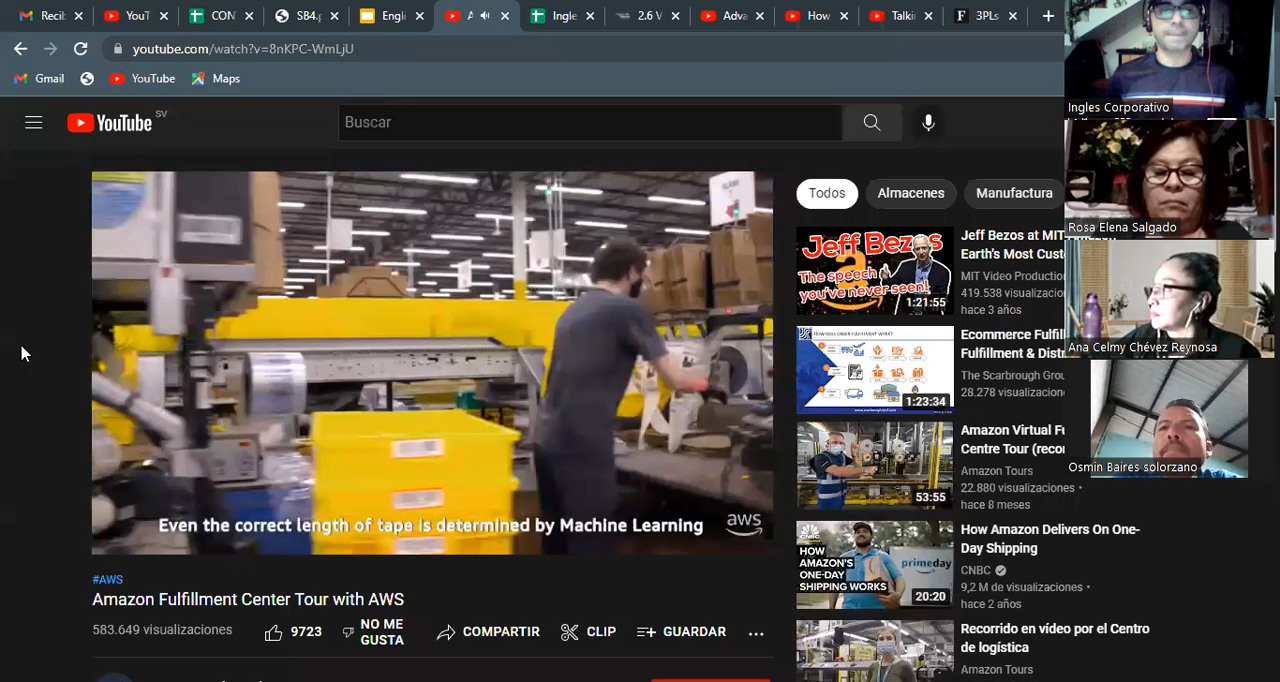 Recib
YouT
CON
SB4.
Engli
A
Ingle
2.6 V
Adva
How
Talki
3PLs
youtube.com/watch?v=8nKPC-WmLjU
Gmail
YouTube
Maps
YouTube SV
Buscar
Even the correct length of tape is determined by Machine Learning
aws
#AWS
Amazon Fulfillment Center Tour with AWS
583.649 visualizaciones
9723
NO ME GUSTA
COMPARTIR
CLIP
GUARDAR
Todos
Almacenes
Manufactura
Jeff Bezos
The speech
you've never seen!
1:21:55
Jeff Bezos at MIT
Earth's Most Cust
MIT Video Productio
419.538 visualizacio
hace 3 años
1:23:34
Ecommerce Fulfil
Fulfillment & Distr
The Scarbrough Grou
28.278 visualizacion
hace 1 año
53:55
Amazon Virtual Fu
Centre Tour (recor
Amazon Tours
22.880 visualizaciones •
hace 8 meses
CNBC
HOW
AMAZON'S
ONE-DAY
SHIPPING WORKS
primeday
20:20
How Amazon Delivers On One-
Day Shipping
CNBC
9,2 M de visualizaciones •
hace 2 años
Recorrido en vídeo por el Centro
de logística
Amazon Tours
Ingles Corporativo
Rosa Elena Salgado
Ana Celmy Chévez Reynosa
Osmin Baires solorzano